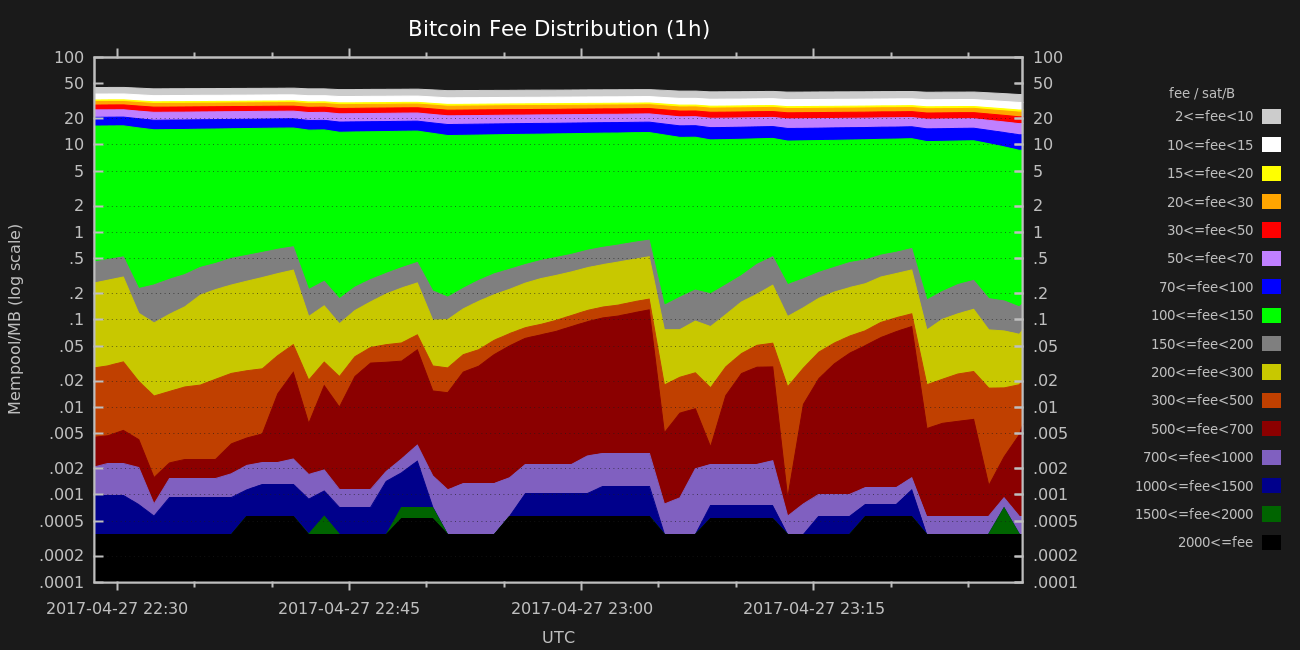 Bitcoin Fee Distribution (1h)
100 100
50 50
20 20
10 10
5 5
2 2
1 1
.5 .5
.2 .2
.1 .1
.05 .05
.02 .02
.01 .01
.005 .005
.002 .002
.001 .001
.0005 .0005
.0002 .0002
.0001 .0001
Mempool/MB (log scale)
2017-04-27 22:30 2017-04-27 22:45 2017-04-27 23:00 2017-04-27 23:15
UTC
fee / sat/B
2<=fee<10
10<=fee<15
15<=fee<20
20<=fee<30
30<=fee<50
50<=fee<70
70<=fee<100
100<=fee<150
150<=fee<200
200<=fee<300
300<=fee<500
500<=fee<700
700<=fee<1000
1000<=fee<1500
1500<=fee<2000
2000<=fee